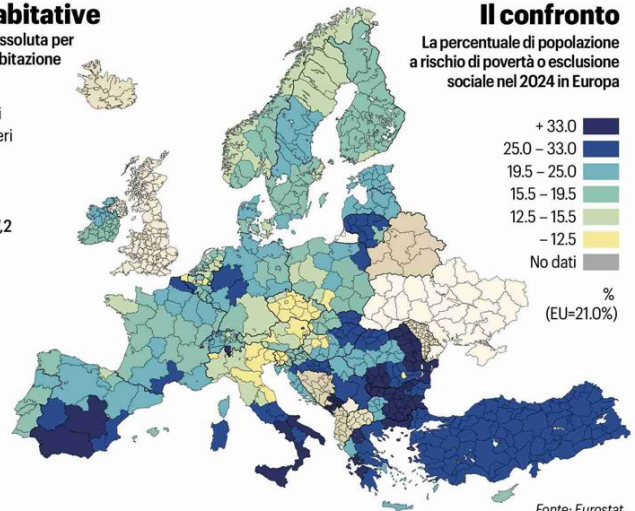 abitative
ssoluta per
bitazione
i
eri
,2
Il confronto
La percentuale di popolazione
a rischio di povertà o esclusione
sociale nel 2024 in Europa
+ 33.0
25.0 – 33.0
19.5 – 25.0
15.5 – 19.5
12.5 – 15.5
– 12.5
No dati
%
(EU=21.0%)
Fonte: Eurostat